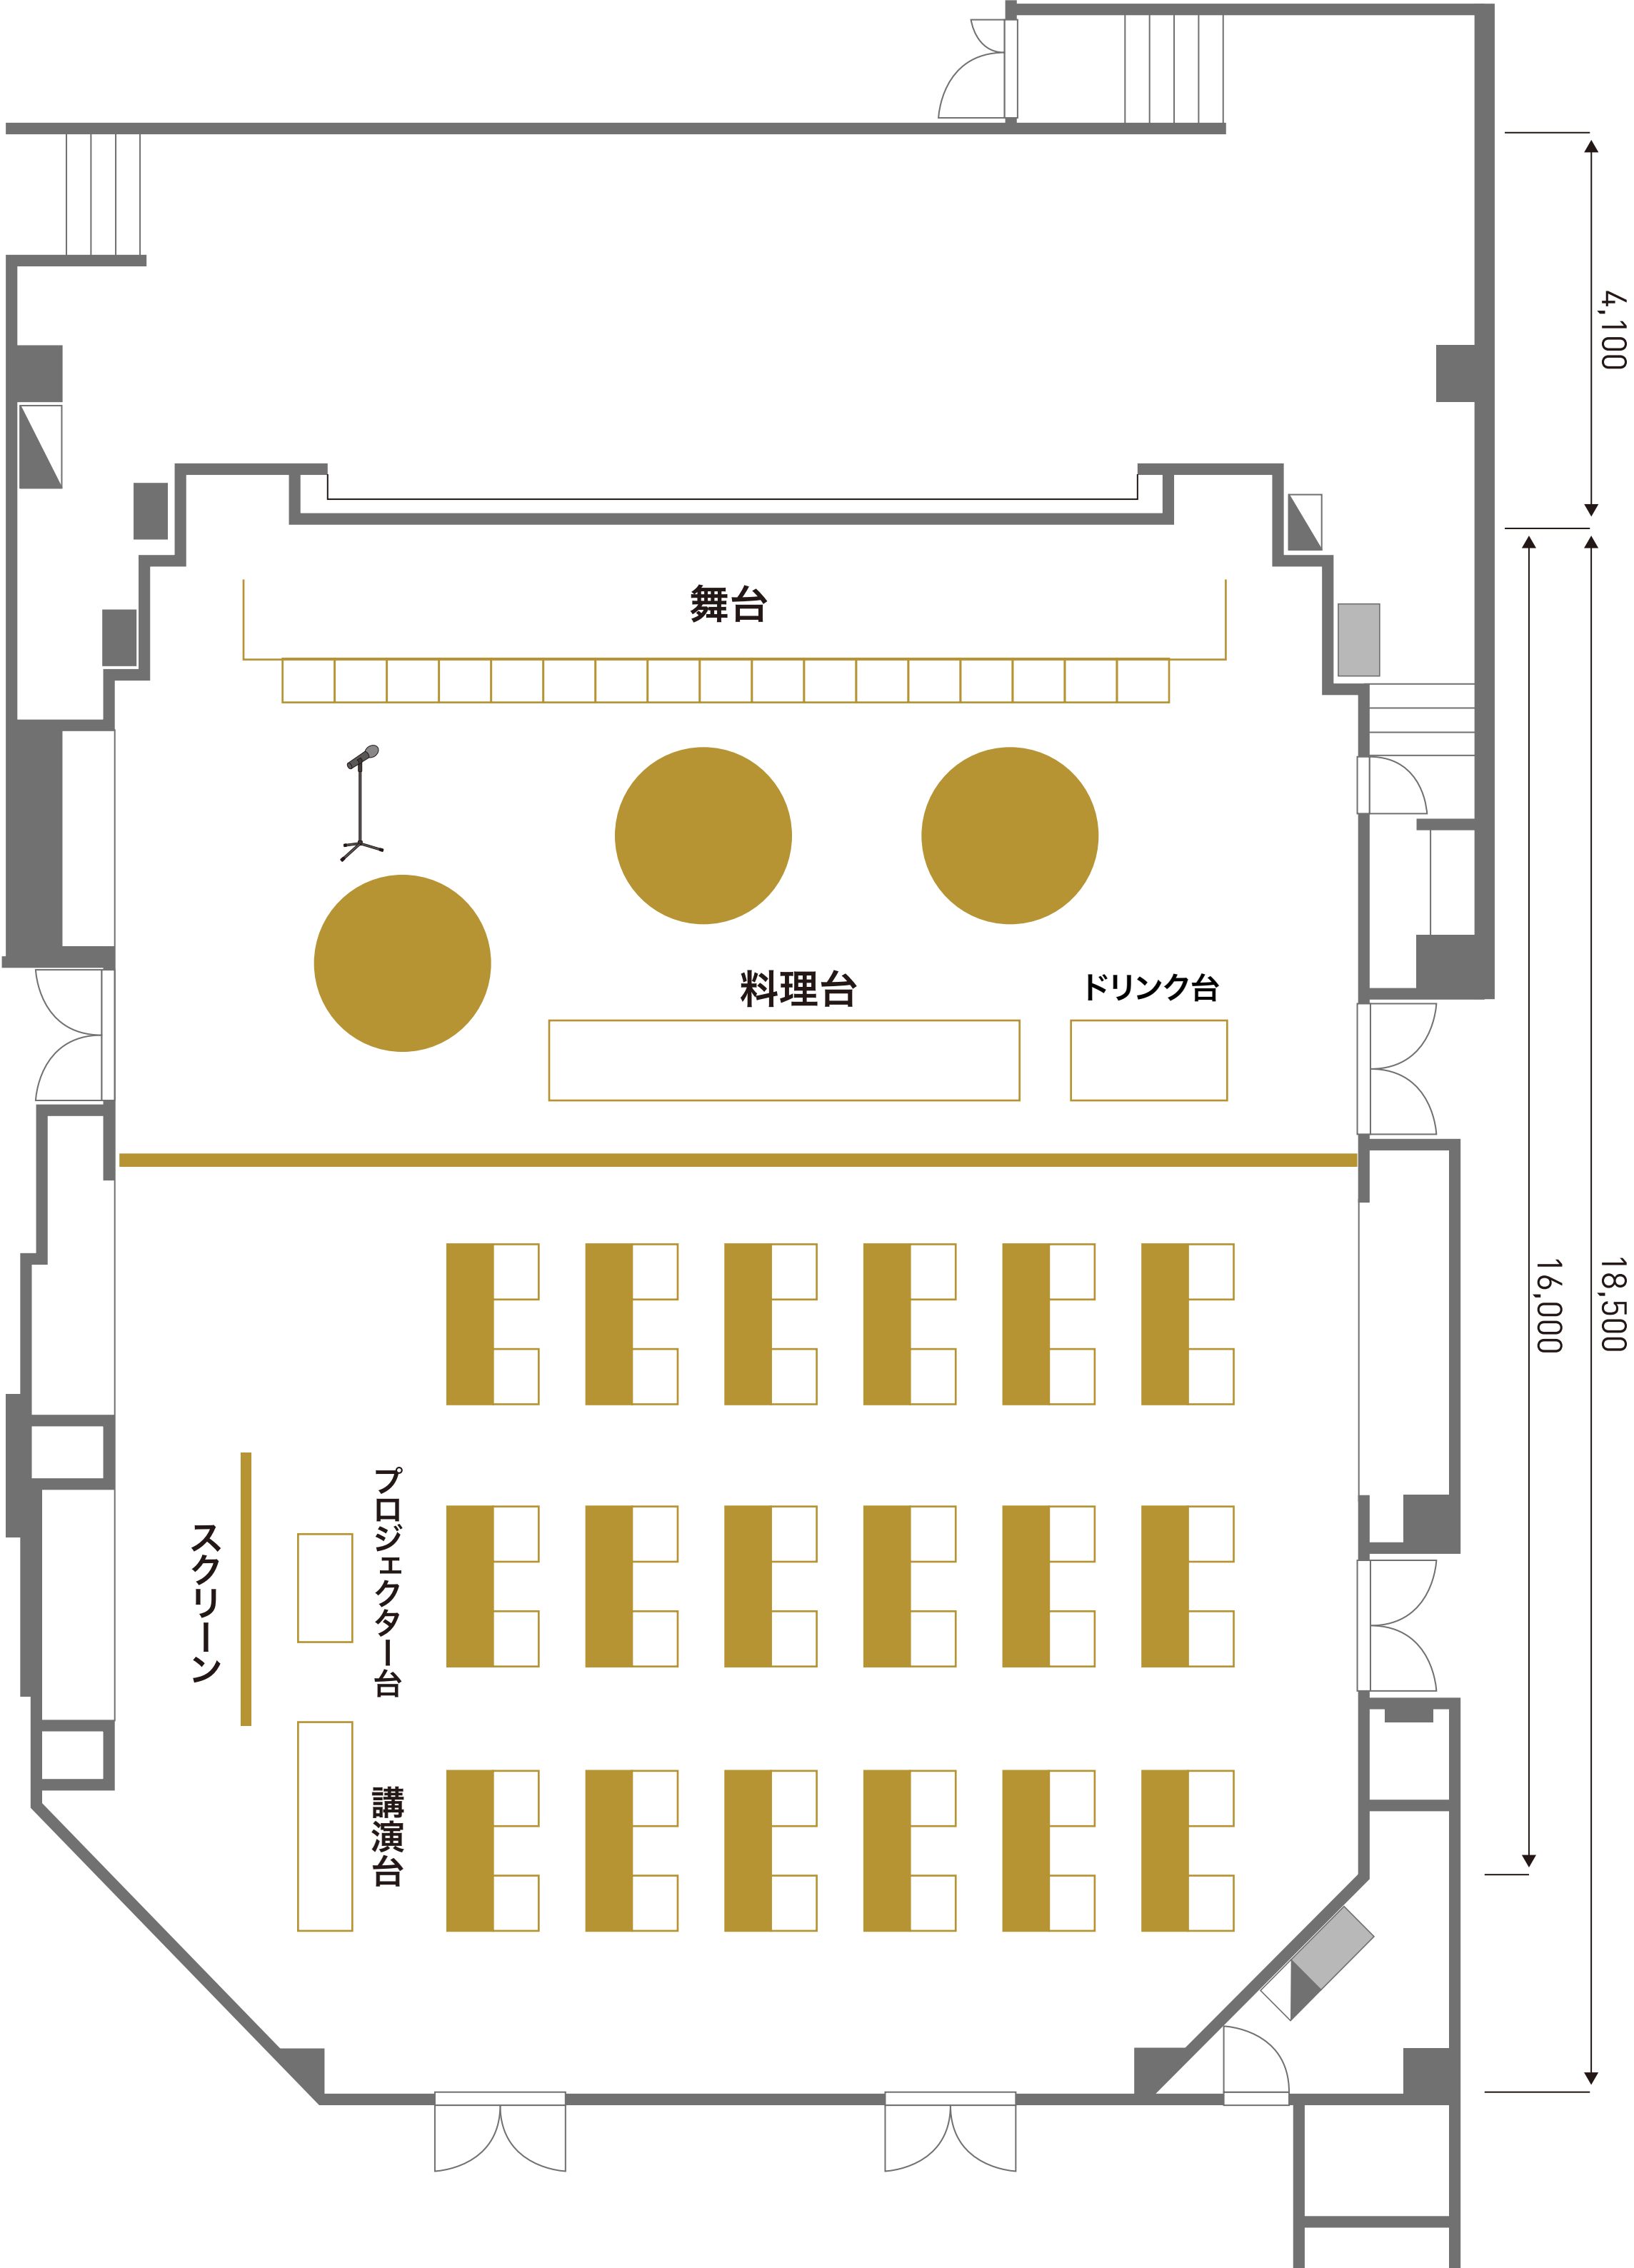 4,100
舞台
料理台
ドリンク台
16,000
18,500
スクリーン
プロジェクター台
講演台